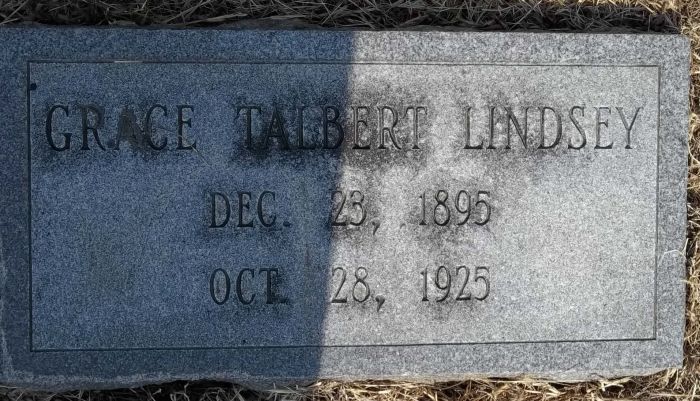 GRACE TALBERT LINDSEY
DEC. 23, 1895
OCT. 28, 1925